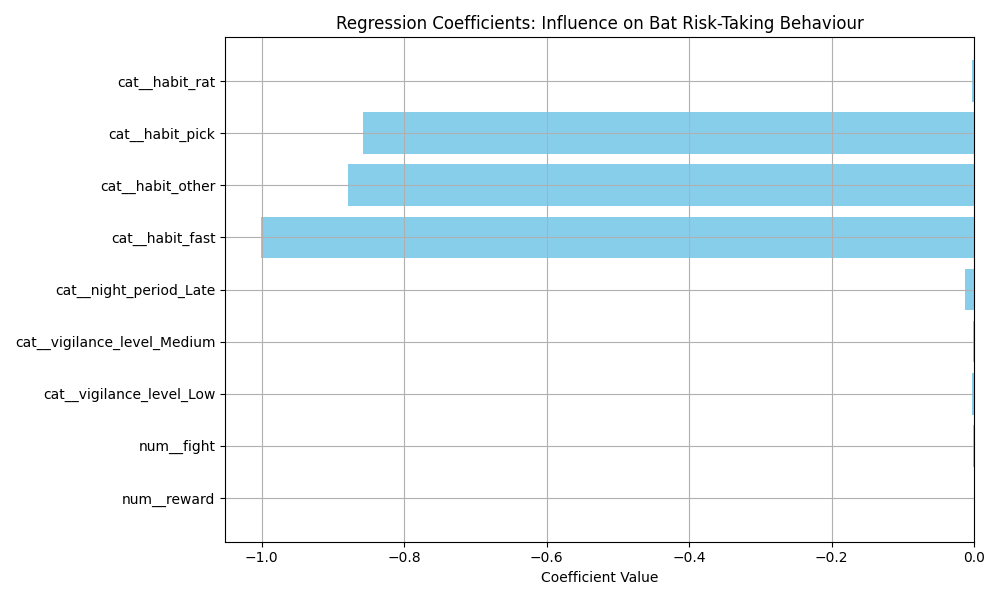 Regression Coefficients: Influence on Bat Risk-Taking Behaviour
cat__habit_rat
cat__habit_pick
cat__habit_other
cat__habit_fast
cat__night_period_Late
cat__vigilance_level_Medium
cat__vigilance_level_Low
num__fight
num__reward
−1.0 −0.8 −0.6 −0.4 −0.2 0.0
Coefficient Value